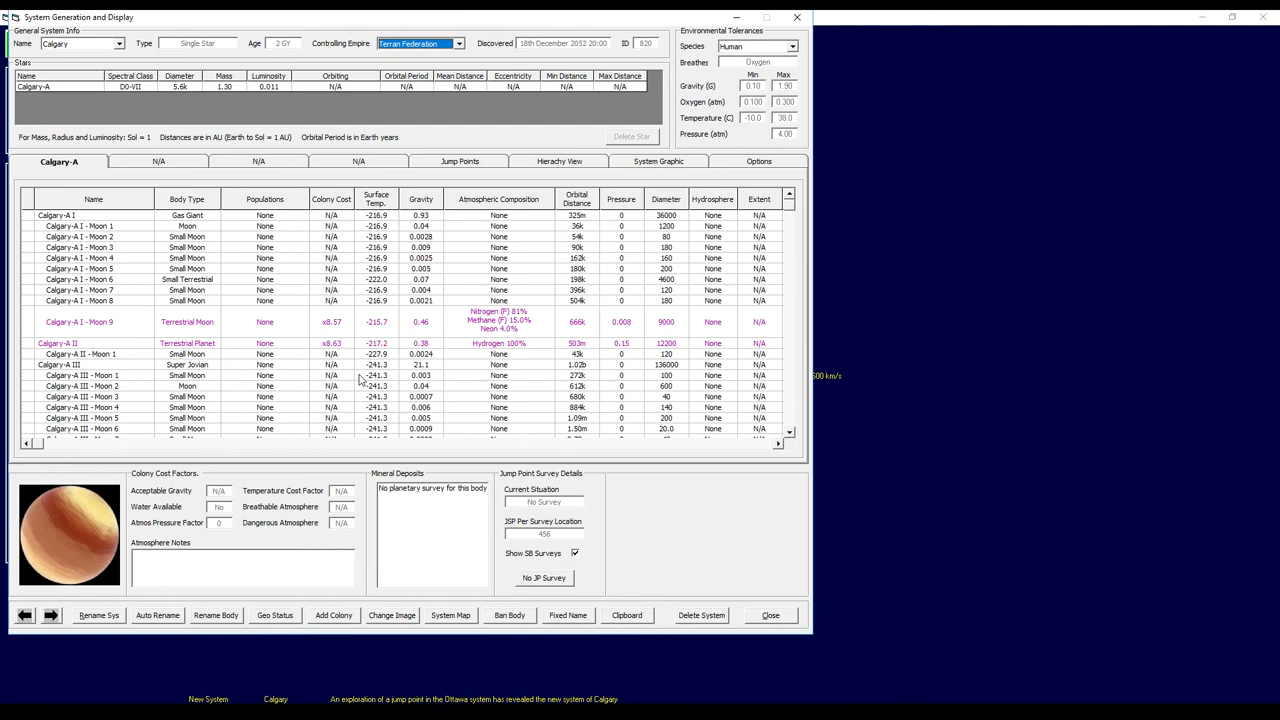 System Generation and Display
General System Info
Name Calgary Type Single Star Age 2 GY Controlling Empire Terran Federation Discovered 18th December 2052 20:00 ID 820
Environmental Tolerances
Species Human
Breathes Oxygen
Min Max
Gravity (G) 0.10 1.90
Oxygen (atm) 0.100 0.300
Temperature (C) -10.0 38.0
Pressure (atm) 4.00
Stars
Name Spectral Class Diameter Mass Luminosity Orbiting Orbital Period Mean Distance Eccentricity Min Distance Max Distance
Calgary-A D0-VII 5.6k 1.30 0.011 N/A N/A N/A N/A N/A N/A
For Mass, Radius and Luminosity: Sol = 1 Distances are in AU (Earth to Sol = 1 AU) Orbital Period is in Earth years Delete Star
Calgary-A N/A N/A N/A Jump Points Hierachy View System Graphic Options
Name Body Type Populations Colony Cost Surface Temp. Gravity Atmospheric Composition Orbital Distance Pressure Diameter Hydrosphere Extent
Calgary-A I Gas Giant None N/A -216.9 0.93 None 325m 0 36000 None N/A
Calgary-A I - Moon 1 Moon None N/A -216.9 0.04 None 36k 0 1200 None N/A
Calgary-A I - Moon 2 Small Moon None N/A -216.9 0.0028 None 54k 0 80 None N/A
Calgary-A I - Moon 3 Small Moon None N/A -216.9 0.009 None 90k 0 180 None N/A
Calgary-A I - Moon 4 Small Moon None N/A -216.9 0.0025 None 162k 0 160 None N/A
Calgary-A I - Moon 5 Small Moon None N/A -216.9 0.005 None 180k 0 200 None N/A
Calgary-A I - Moon 6 Small Terrestrial None N/A -222.0 0.07 None 198k 0 4600 None N/A
Calgary-A I - Moon 7 Small Moon None N/A -216.9 0.004 None 396k 0 120 None N/A
Calgary-A I - Moon 8 Small Moon None N/A -216.9 0.0021 None 504k 0 180 None N/A
Calgary-A I - Moon 9 Terrestrial Moon None x8.57 -215.7 0.46 Nitrogen (F) 81% Methane (F) 15.0% Neon 4.0% 666k 0.008 9000 None N/A
Calgary-A II Terrestrial Planet None x8.63 -217.2 0.38 Hydrogen 100% 503m 0.15 12200 None N/A
Calgary-A II - Moon 1 Small Moon None N/A -227.9 0.0024 None 43k 0 120 None N/A
Calgary-A III Super Jovian None N/A -241.3 21.1 None 1.02b 0 136000 None N/A
Calgary-A III - Moon 1 Small Moon None N/A -241.3 0.003 None 272k 0 100 None N/A
Calgary-A III - Moon 2 Moon None N/A -241.3 0.04 None 612k 0 600 None N/A
Calgary-A III - Moon 3 Small Moon None N/A -241.3 0.0007 None 680k 0 40 None N/A
Calgary-A III - Moon 4 Small Moon None N/A -241.3 0.006 None 884k 0 140 None N/A
Calgary-A III - Moon 5 Small Moon None N/A -241.3 0.005 None 1.09m 0 200 None N/A
Calgary-A III - Moon 6 Small Moon None N/A -241.3 0.0009 None 1.50m 0 20.0 None N/A
500 km/s
Colony Cost Factors.
Acceptable Gravity N/A Temperature Cost Factor N/A
Water Available No Breathable Atmosphere N/A
Atmos Pressure Factor 0 Dangerous Atmosphere N/A
Atmosphere Notes
Mineral Deposits
No planetary survey for this body
Jump Point Survey Details
Current Situation
No Survey
JSP Per Survey Location
456
Show SB Surveys
No JP Survey
Rename Sys Auto Rename Rename Body Geo Status Add Colony Change Image System Map Ban Body Fixed Name Clipboard Delete System Close
New System Calgary An exploration of a jump point in the Ottawa system has revealed the new system of Calgary